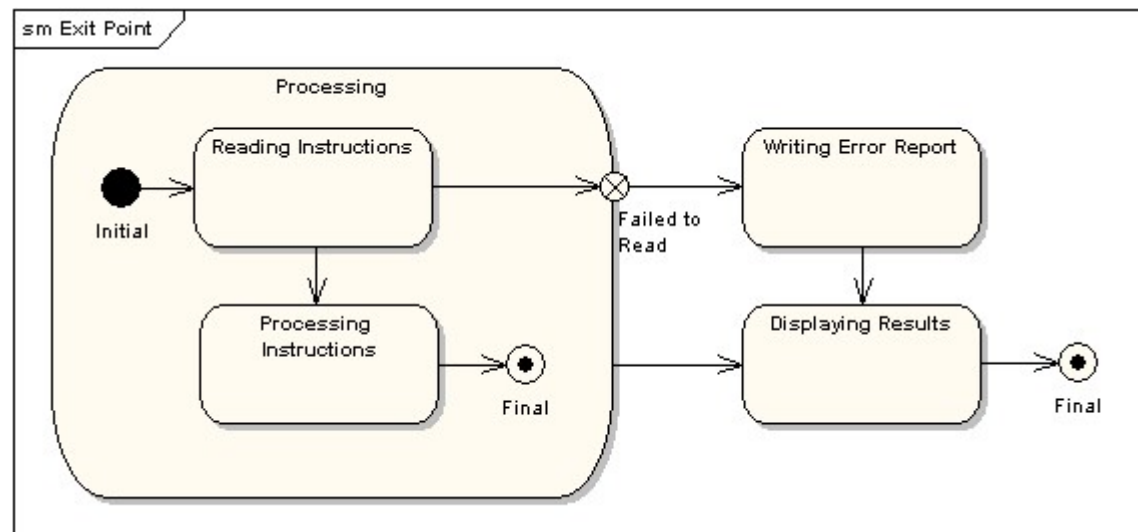 sm Exit Point
Processing
Reading Instructions
Writing Error Report
Initial
Failed to
Read
Processing
Instructions
Displaying Results
Final
Final